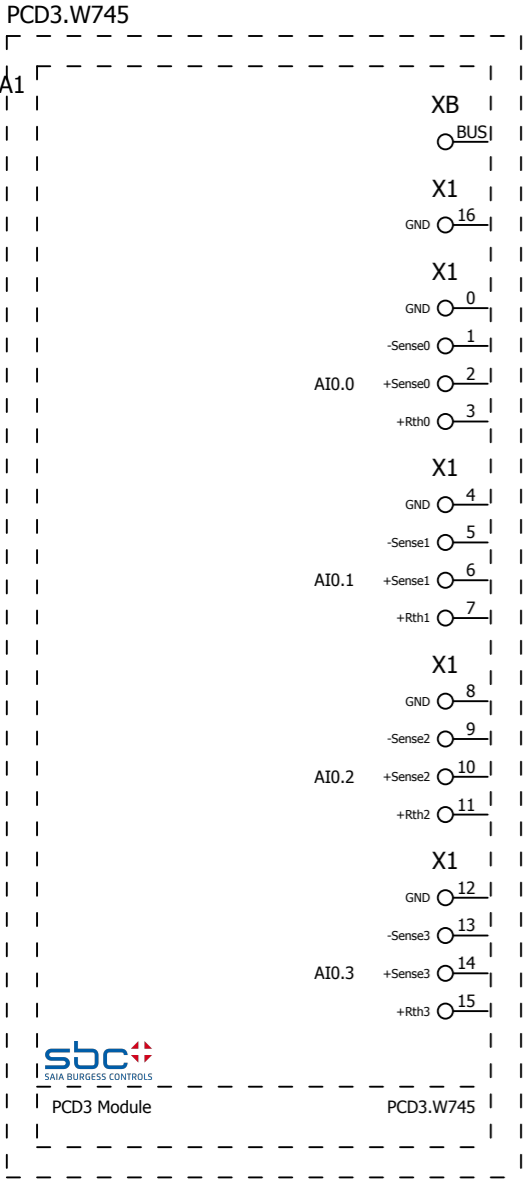 PCD3.W745
A1
XB
BUS
X1
GND 16
X1
GND 0
-Sense0 1
AI0.0 +Sense0 2
+Rth0 3
X1
GND 4
-Sense1 5
AI0.1 +Sense1 6
+Rth1 7
X1
GND 8
-Sense2 9
AI0.2 +Sense2 10
+Rth2 11
X1
GND 12
-Sense3 13
AI0.3 +Sense3 14
+Rth3 15
sbc
SAIA BURGESS CONTROLS
PCD3 Module PCD3.W745